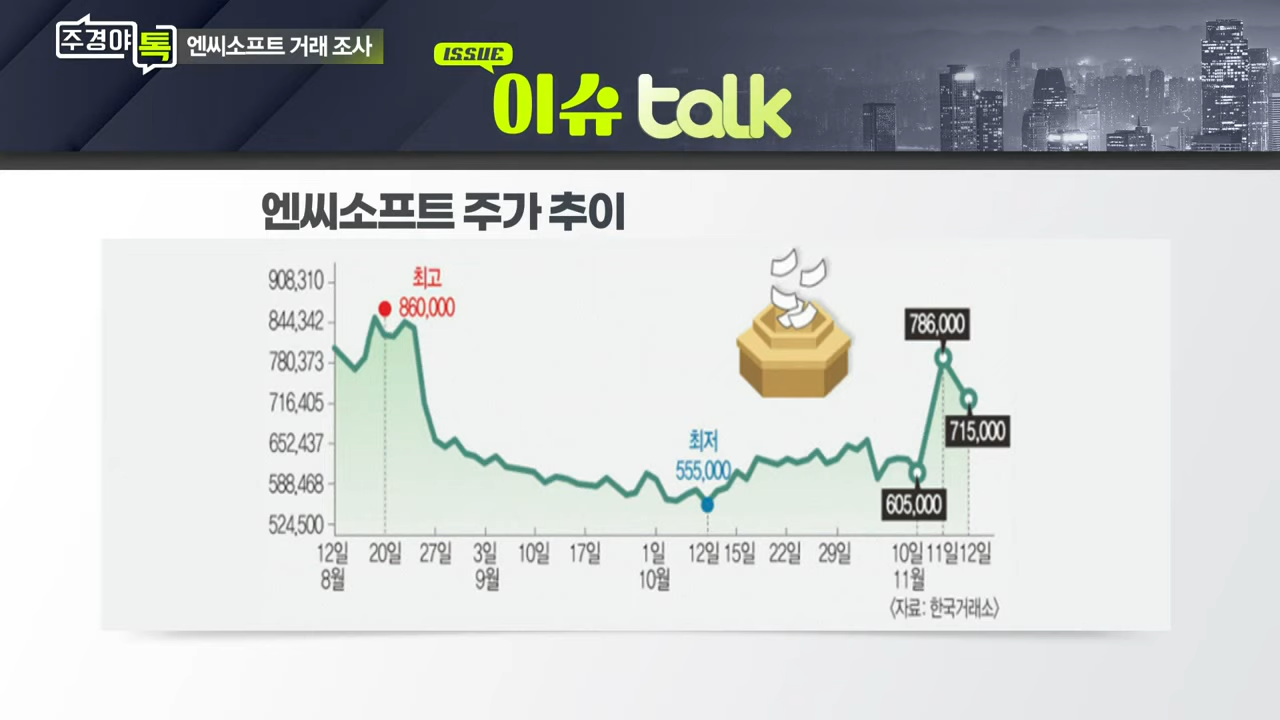 주경야톡 엔씨소프트 거래 조사
ISSUE
이슈 talk
엔씨소프트 주가 추이
908,310
844,342
780,373
716,405
652,437
588,468
524,500
최고
860,000
최저
555,000
786,000
715,000
605,000
12일 20일 27일 3일 10일 17일 1일 12일 15일 22일 29일 10일 11일 12일
8월 9월 10월 11월
〈자료: 한국거래소〉